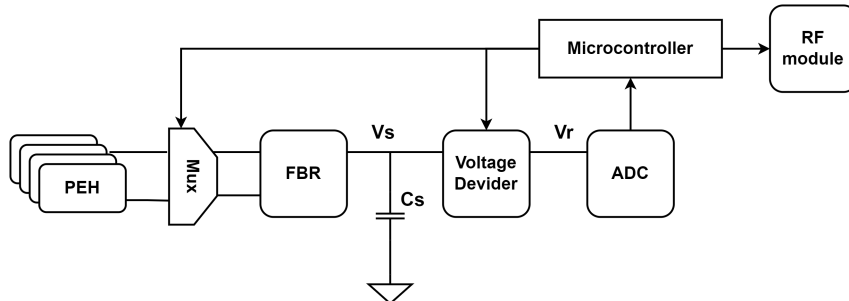 Microcontroller
RF
module
PEH
Mux
FBR
Vs
Cs
Voltage
Devider
Vr
ADC